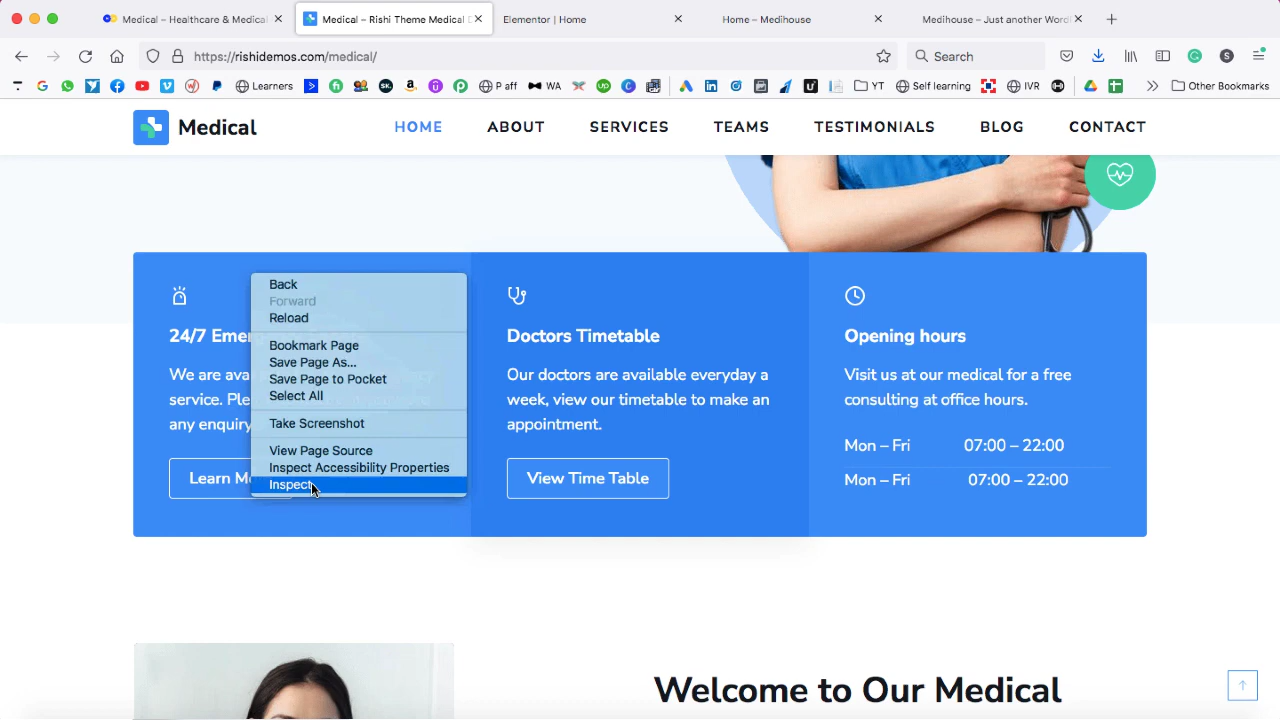 Medical – Healthcare & Medical
Medical – Rishi Theme Medical
Elementor | Home
Home – Medihouse
Medihouse – Just another Word
https://rishidemos.com/medical/
Search
S
Learners
P aff
WA
YT
Self learning
IVR
Other Bookmarks
Medical
HOME
ABOUT
SERVICES
TEAMS
TESTIMONIALS
BLOG
CONTACT
24/7
We are
service.
any enquiry
Learn
Back
Forward
Reload
Bookmark Page
Save Page As...
Save Page to Pocket
Select All
Take Screenshot
View Page Source
Inspect Accessibility Properties
Inspect
Doctors Timetable
Our doctors are available everyday a
week, view our timetable to make an
appointment.
View Time Table
Opening hours
Visit us at our medical for a free
consulting at office hours.
Mon – Fri 07:00 – 22:00
Mon – Fri 07:00 – 22:00
Welcome to Our Medical